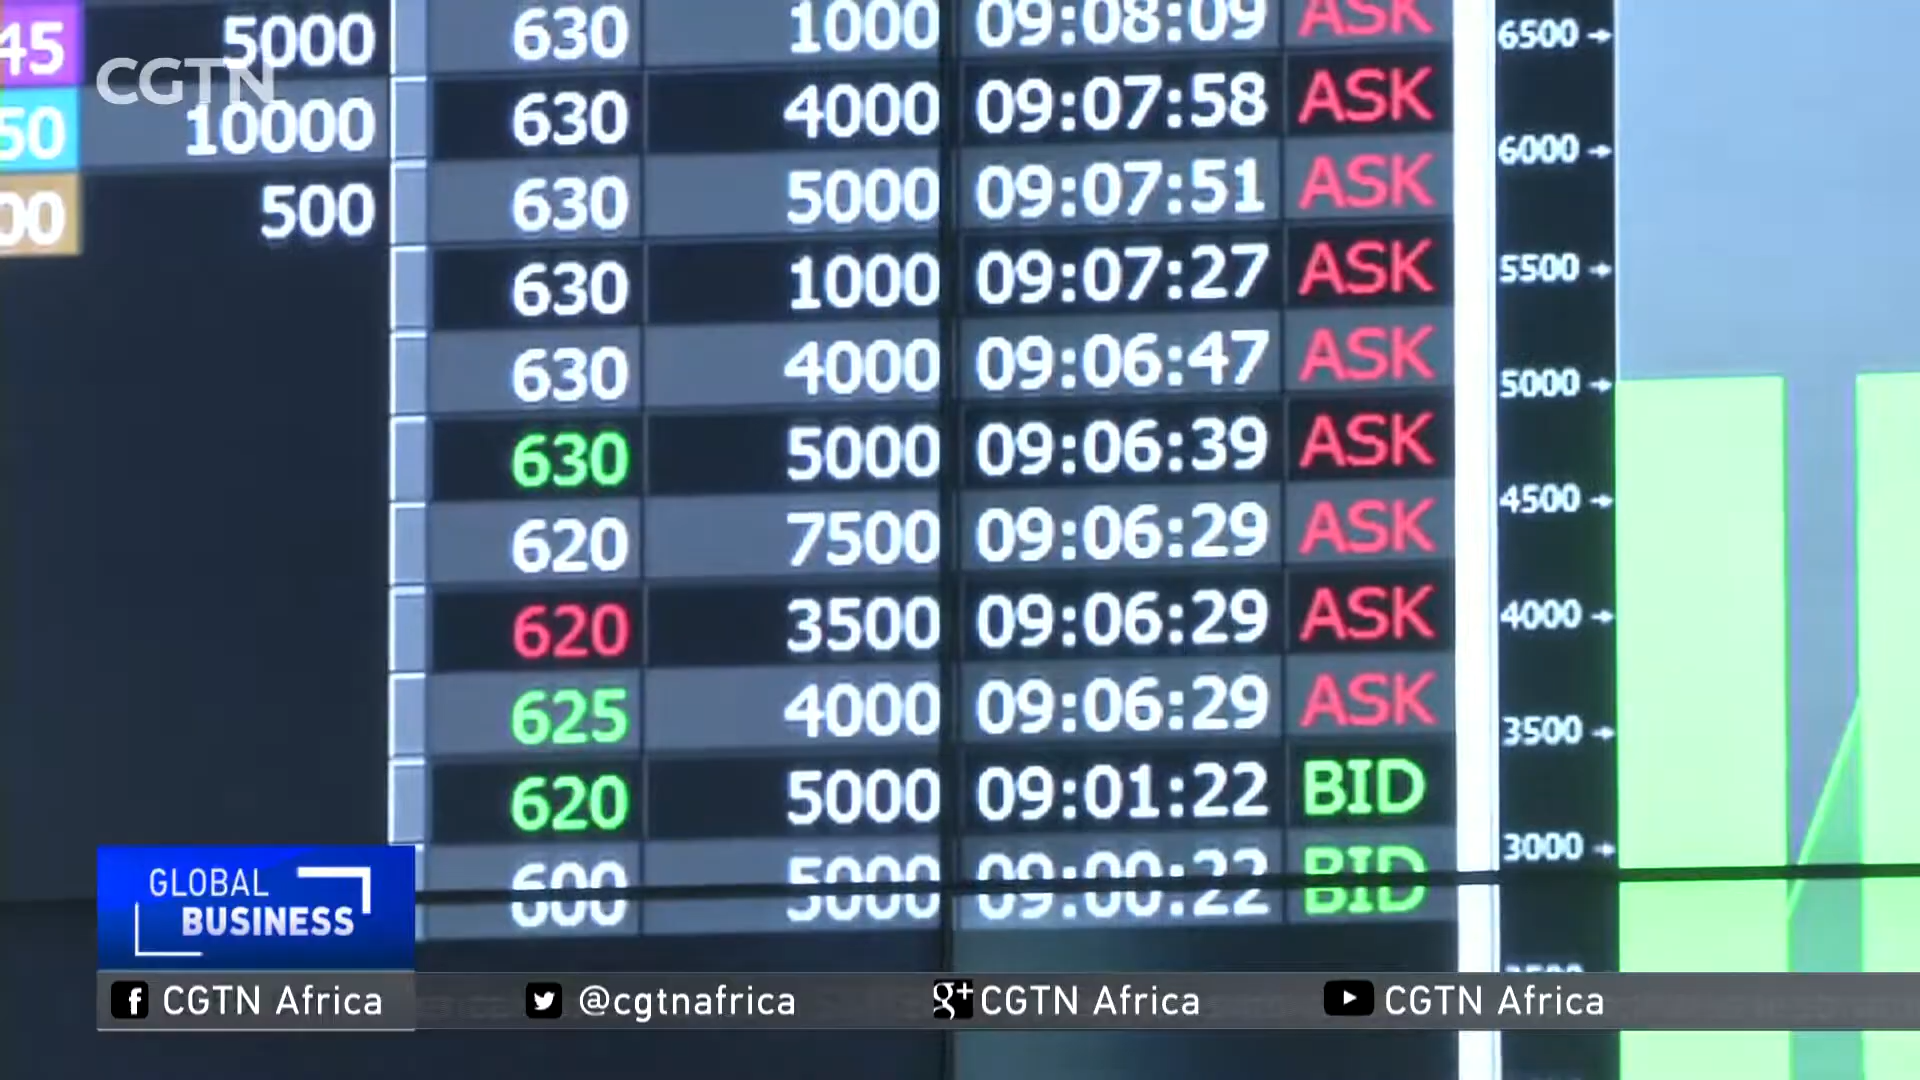 CGTN
45 5000
50 10000
00 500
630 1000 09:08:09 ASK
630 4000 09:07:58 ASK
630 5000 09:07:51 ASK
630 1000 09:07:27 ASK
630 4000 09:06:47 ASK
630 5000 09:06:39 ASK
620 7500 09:06:29 ASK
620 3500 09:06:29 ASK
625 4000 09:06:29 ASK
620 5000 09:01:22 BID
600 5000 09:00:22 BID
6500
6000
5500
5000
4500
4000
3500
3000
GLOBAL
BUSINESS
CGTN Africa
@cgtnafrica
g+ CGTN Africa
CGTN Africa